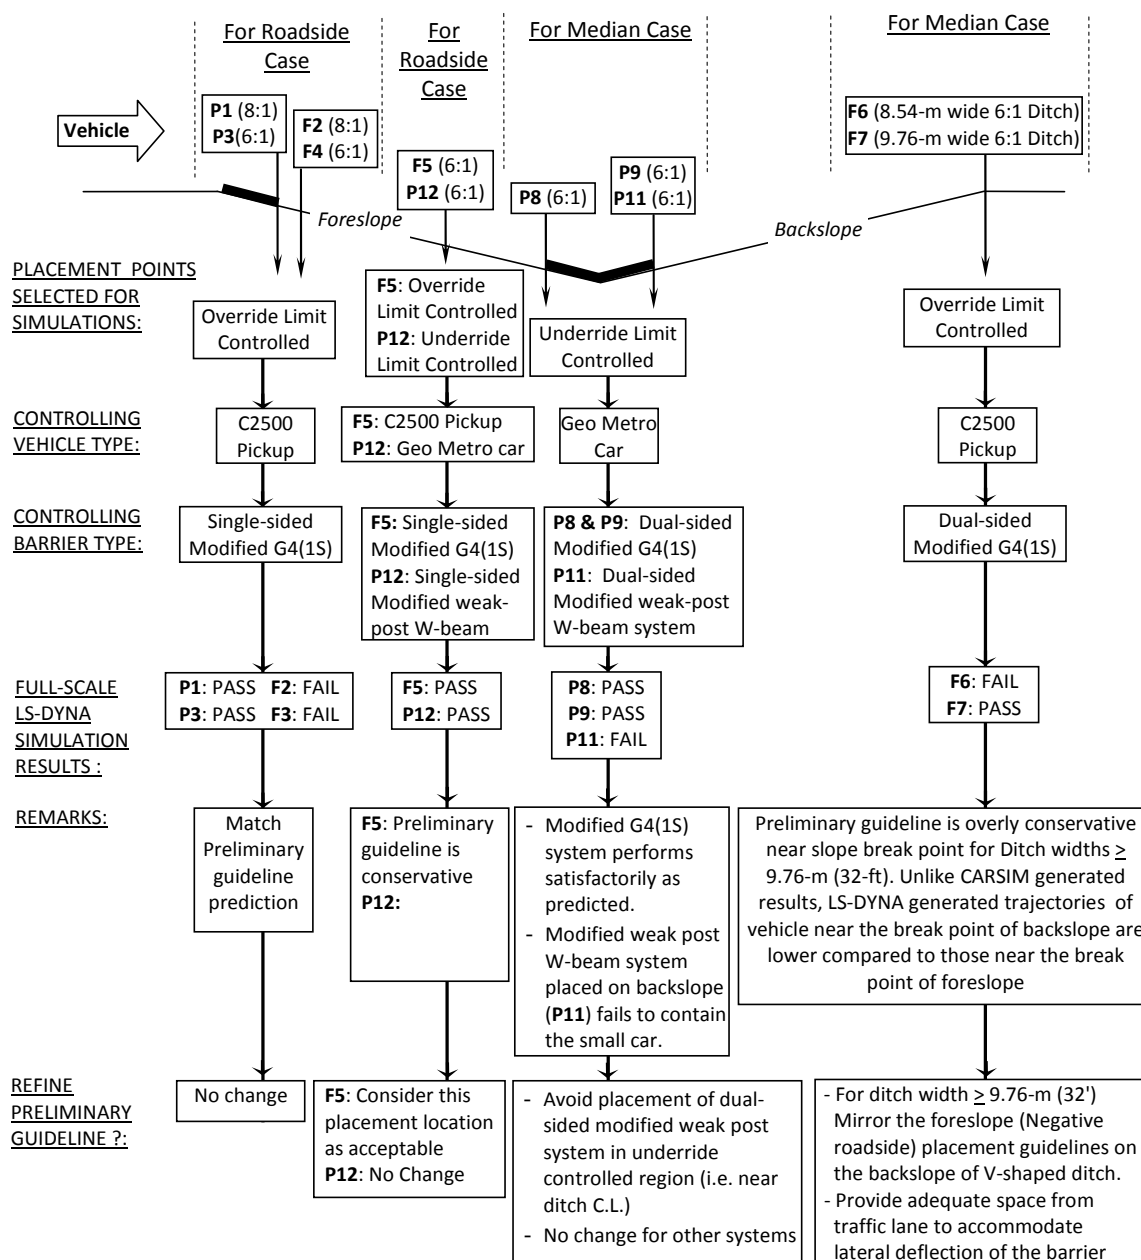 For Roadside
Case
For
Roadside
Case
For Median Case
For Median Case
Vehicle
P1 (8:1)
P3(6:1)
F2 (8:1)
F4 (6:1)
F5 (6:1)
P12 (6:1)
P8 (6:1)
P9 (6:1)
P11 (6:1)
F6 (8.54-m wide 6:1 Ditch)
F7 (9.76-m wide 6:1 Ditch)
Foreslope
Backslope
PLACEMENT POINTS
SELECTED FOR
SIMULATIONS:
Override Limit
Controlled
F5: Override
Limit Controlled
P12: Underride
Limit Controlled
Underride Limit
Controlled
Override Limit
Controlled
CONTROLLING
VEHICLE TYPE:
C2500
Pickup
F5: C2500 Pickup
P12: Geo Metro car
Geo Metro
Car
C2500
Pickup
CONTROLLING
BARRIER TYPE:
Single-sided
Modified G4(1S)
F5: Single-sided
Modified G4(1S)
P12: Single-sided
Modified weak-
post W-beam
P8 & P9: Dual-sided
Modified G4(1S)
P11: Dual-sided
Modified weak-post
W-beam system
Dual-sided
Modified G4(1S)
FULL-SCALE
LS-DYNA
SIMULATION
RESULTS :
P1: PASS F2: FAIL
P3: PASS F3: FAIL
F5: PASS
P12: PASS
P8: PASS
P9: PASS
P11: FAIL
F6: FAIL
F7: PASS
REMARKS:
Match
Preliminary
guideline
prediction
F5: Preliminary
guideline is
conservative
P12:
- Modified G4(1S)
system performs
satisfactorily as
predicted.
- Modified weak post
W-beam system
placed on backslope
(P11) fails to contain
the small car.
Preliminary guideline is overly conservative
near slope break point for Ditch widths ≥
9.76-m (32-ft). Unlike CARSIM generated
results, LS-DYNA generated trajectories of
vehicle near the break point of backslope are
lower compared to those near the break
point of foreslope
REFINE
PRELIMINARY
GUIDELINE ?:
No change
F5: Consider this
placement location
as acceptable
P12: No Change
- Avoid placement of dual-
sided modified weak post
system in underride
controlled region (i.e. near
ditch C.L.)
- No change for other systems
- For ditch width ≥ 9.76-m (32')
Mirror the foreslope (Negative
roadside) placement guidelines on
the backslope of V-shaped ditch.
- Provide adequate space from
traffic lane to accommodate
lateral deflection of the barrier